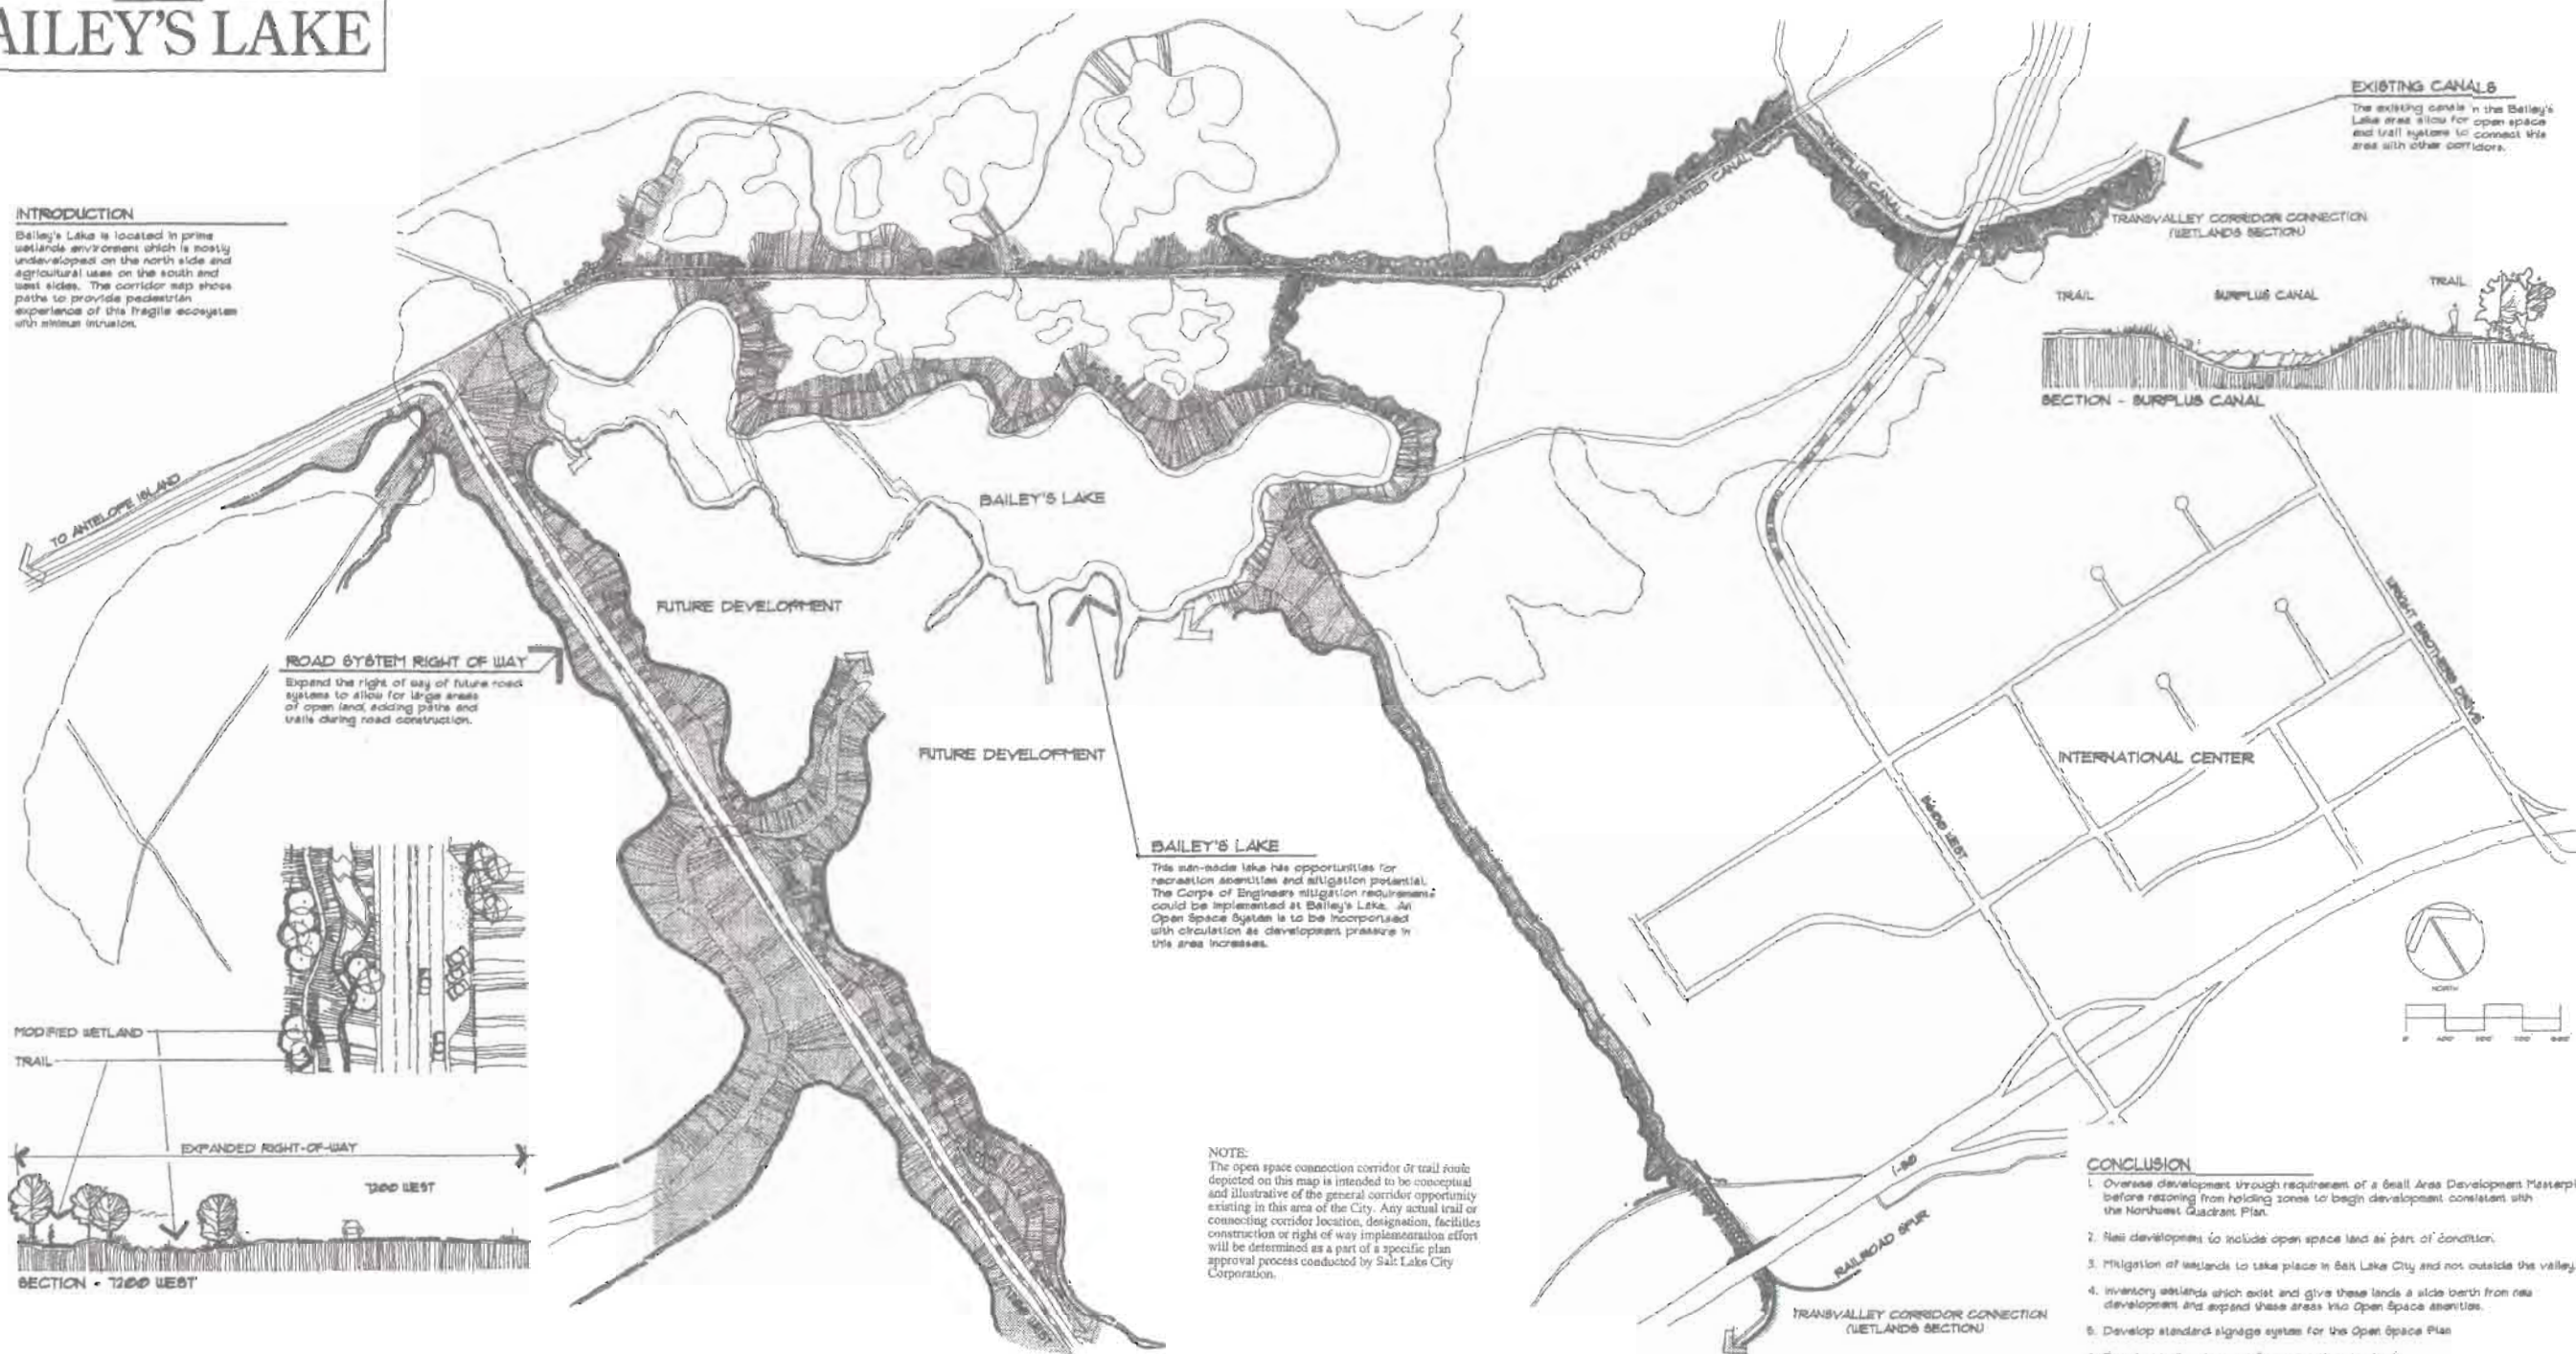 AILEY'S LAKE
INTRODUCTION
Bailey's Lake is located in prime
wetlands enviroment which is mostly
undeveloped on the north side and
agricultural uses on the south and
west sides. The corridor map shows
paths to provide pedestrian
experience of this fragile ecosystem
with minimum intrusion.
EXISTING CANALS
The existing canals in the Bailey's
Lake area allow for open space
and trail systems to connect this
area with other corridors.
NORTH POINT CONSOLIDATED CANAL
SURPLUS CANAL
TRANSVALLEY CORRIDOR CONNECTION
(WETLANDS SECTION)
TRAIL
SURPLUS CANAL
TRAIL
SECTION - SURPLUS CANAL
TO ANTELOPE ISLAND
BAILEY'S LAKE
FUTURE DEVELOPMENT
ROAD SYSTEM RIGHT OF WAY
Expand the right of way of future road
systems to allow for large areas
of open land, adding paths and
trails during road construction.
FUTURE DEVELOPMENT
WRIGHT BROTHERS DRIVE
INTERNATIONAL CENTER
5600 WEST
BAILEY'S LAKE
This man-made lake has opportunities for
recreation amentities and mitigation potential.
The Corps of Engineers mitigation requirements
could be implemented at Bailey's Lake. An
Open Space System is to be incorporated
with circulation as development pressure in
this area increases.
NORTH
MODIFIED WETLAND
TRAIL
EXPANDED RIGHT-OF-WAY
7200 WEST
SECTION - 7200 WEST
7200 WEST
NOTE:
The open space connection corridor or trail route
depicted on this map is intended to be conceptual
and illustrative of the general corridor opportunity
existing in this area of the City. Any actual trail or
connecting corridor location, designation, facilities
construction or right of way implementation effort
will be determined as a part of a specific plan
approval process conducted by Salt Lake City
Corporation.
I-80
RAILROAD SPUR
TRANSVALLEY CORRIDOR CONNECTION
(WETLANDS SECTION)
CONCLUSION
1. Oversee development through requirement of a Small Area Development Masterpl
before rezoning from holding zones to begin development consistent with
the Northwest Quadrant Plan.
2. New development to include open space land as part of condition.
3. Mitigation of wetlands to take place in Salt Lake City and not outside the valley.
4. Inventory wetlands which exist and give these lands a wide berth from new
development and expand these areas into Open Space amenities.
5. Develop standard signage system for the Open Space Plan